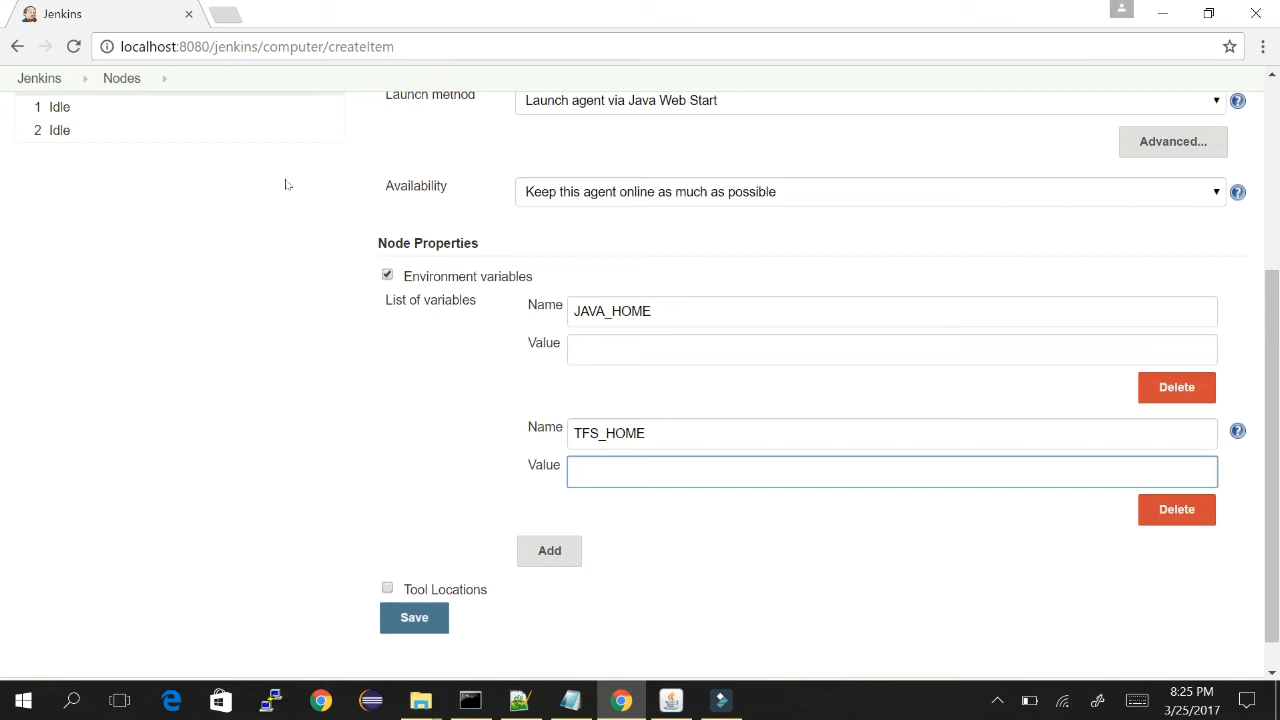 Jenkins
localhost:8080/jenkins/computer/createItem
Jenkins
Nodes
1 Idle
2 Idle
Launch method
Launch agent via Java Web Start
Advanced...
Availability
Keep this agent online as much as possible
Node Properties
Environment variables
List of variables
Name
JAVA_HOME
Value
Delete
Name
TFS_HOME
Value
Delete
Add
Tool Locations
Save
8:25 PM
3/25/2017